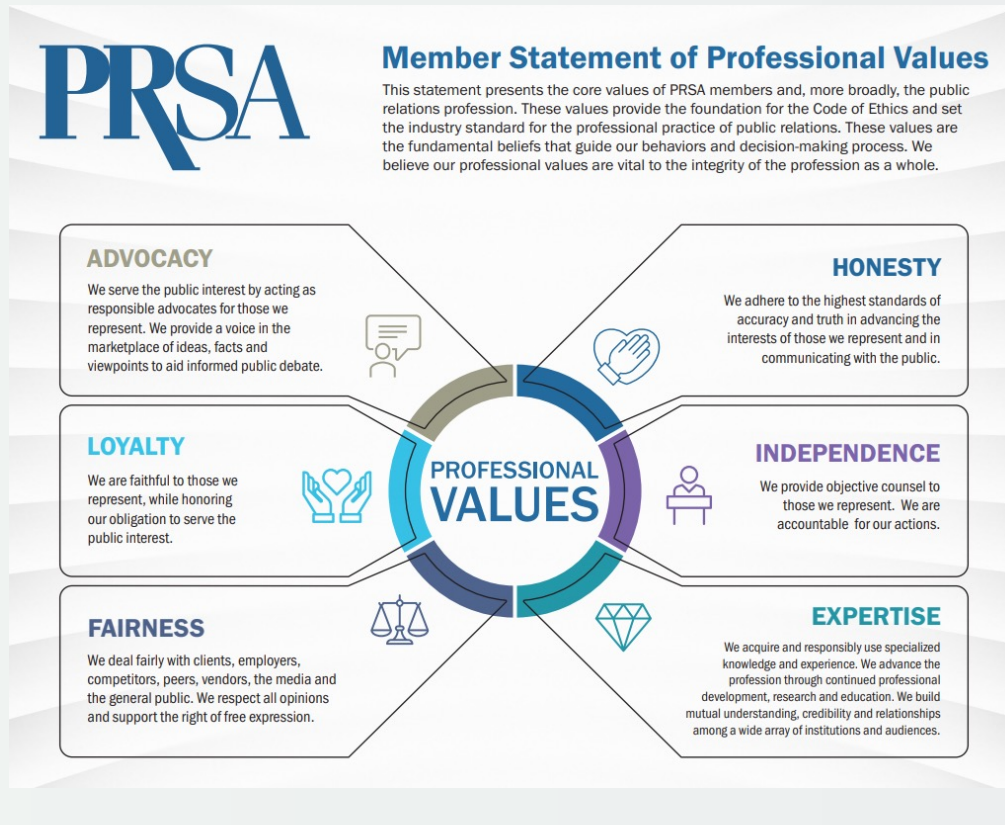 PRSA
Member Statement of Professional Values
This statement presents the core values of PRSA members and, more broadly, the public
relations profession. These values provide the foundation for the Code of Ethics and set
the industry standard for the professional practice of public relations. These values are
the fundamental beliefs that guide our behaviors and decision-making process. We
believe our professional values are vital to the integrity of the profession as a whole.
ADVOCACY
We serve the public interest by acting as
responsible advocates for those we
represent. We provide a voice in the
marketplace of ideas, facts and
viewpoints to aid informed public debate.
HONESTY
We adhere to the highest standards of
accuracy and truth in advancing the
interests of those we represent and in
communicating with the public.
LOYALTY
We are faithful to those we
represent, while honoring
our obligation to serve the
public interest.
PROFESSIONAL
VALUES
INDEPENDENCE
We provide objective counsel to
those we represent. We are
accountable for our actions.
FAIRNESS
We deal fairly with clients, employers,
competitors, peers, vendors, the media and
the general public. We respect all opinions
and support the right of free expression.
EXPERTISE
We acquire and responsibly use specialized
knowledge and experience. We advance the
profession through continued professional
development, research and education. We build
mutual understanding, credibility and relationships
among a wide array of institutions and audiences.